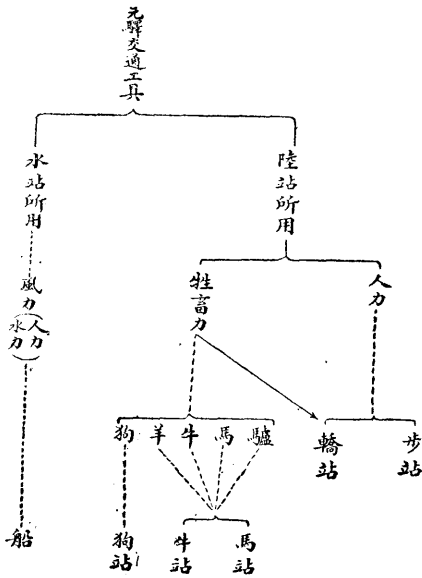 元驛交通工具
陸站所用
水站所用
人力
牲畜力
風力(人力水力)
驢
馬
牛
羊
狗
步站
轎站
馬站
牛站
狗站
船